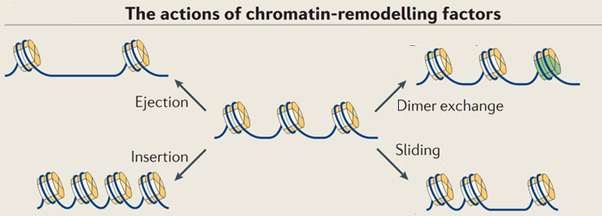 The actions of chromatin-remodelling factors
Ejection
Dimer exchange
Insertion
Sliding